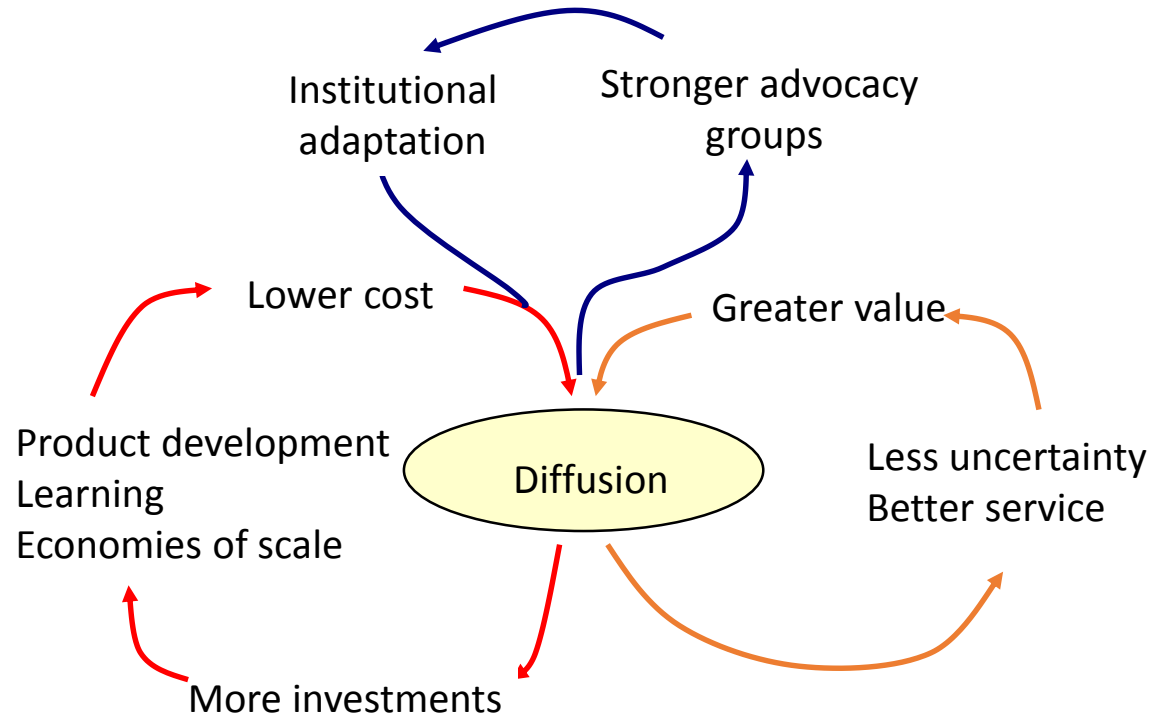 Institutional
adaptation
Stronger advocacy
groups
Lower cost
Greater value
Product development
Learning
Economies of scale
Diffusion
Less uncertainty
Better service
More investments